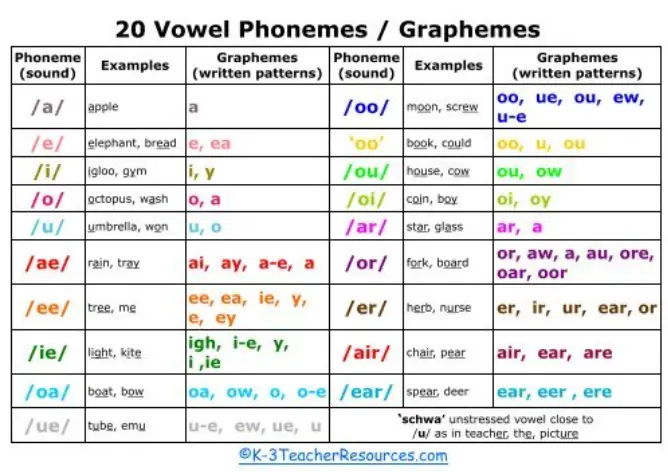 20 Vowel Phonemes / Graphemes
Phoneme (sound) Examples Graphemes (written patterns) Phoneme (sound) Examples Graphemes (written patterns)
/a/ apple a /oo/ moon, screw oo, ue, ou, ew, u-e
/e/ elephant, bread e, ea ‘oo’ book, could oo, u, ou
/i/ igloo, gym i, y /ou/ house, cow ou, ow
/o/ octopus, wash o, a /oi/ coin, boy oi, oy
/u/ umbrella, won u, o /ar/ star, glass ar, a
/ae/ rain, tray ai, ay, a-e, a /or/ fork, board or, aw, a, au, ore, oar, oor
/ee/ tree, me ee, ea, ie, y, e, ey /er/ herb, nurse er, ir, ur, ear, or
/ie/ light, kite igh, i-e, y, i ,ie /air/ chair, pear air, ear, are
/oa/ boat, bow oa, ow, o, o-e /ear/ spear, deer ear, eer , ere
/ue/ tube, emu u-e, ew, ue, u ‘schwa’ unstressed vowel close to /u/ as in teacher, the, picture
©K-3TeacherResources.com